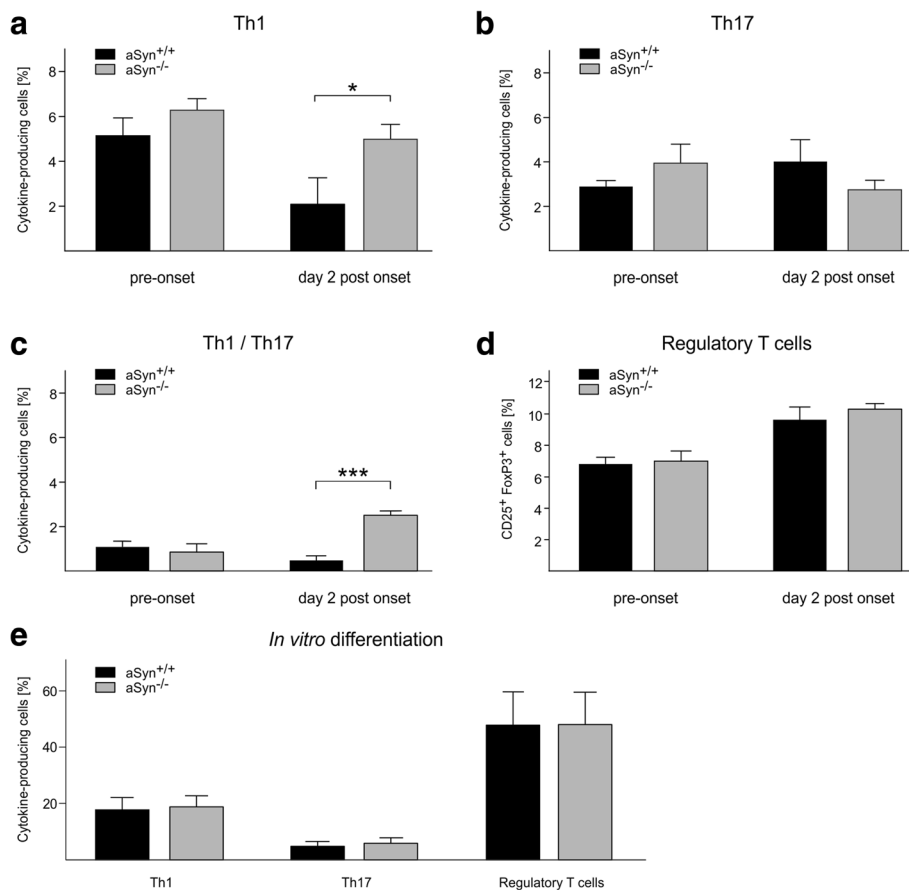 a
Th1
Cytokine-producing cells [%]
8
6
4
2
aSyn+/+
aSyn-/-
*
pre-onset
day 2 post onset
b
Th17
Cytokine-producing cells [%]
8
6
4
2
aSyn+/+
aSyn-/-
pre-onset
day 2 post onset
c
Th1 / Th17
Cytokine-producing cells [%]
8
6
4
2
aSyn+/+
aSyn-/-
***
pre-onset
day 2 post onset
d
Regulatory T cells
CD25+ FoxP3+ cells [%]
12
10
8
6
4
2
aSyn+/+
aSyn-/-
pre-onset
day 2 post onset
e
In vitro differentiation
Cytokine-producing cells [%]
60
40
20
aSyn+/+
aSyn-/-
Th1
Th17
Regulatory T cells